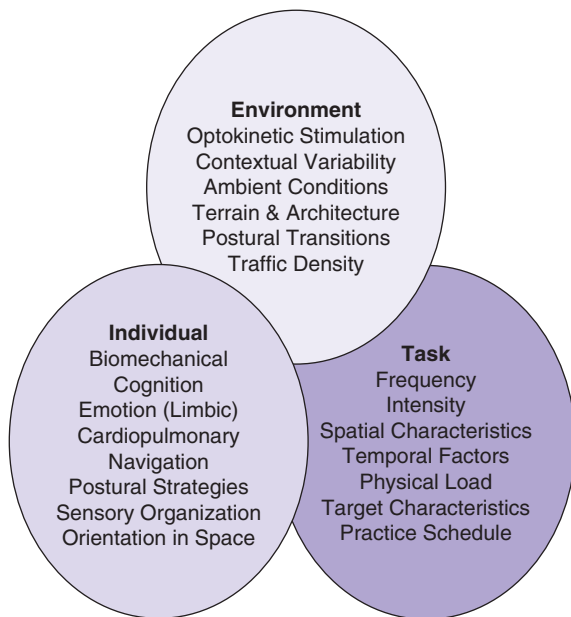 Environment
Optokinetic Stimulation
Contextual Variability
Ambient Conditions
Terrain & Architecture
Postural Transitions
Traffic Density
Individual
Biomechanical
Cognition
Emotion (Limbic)
Cardiopulmonary
Navigation
Postural Strategies
Sensory Organization
Orientation in Space
Task
Frequency
Intensity
Spatial Characteristics
Temporal Factors
Physical Load
Target Characteristics
Practice Schedule